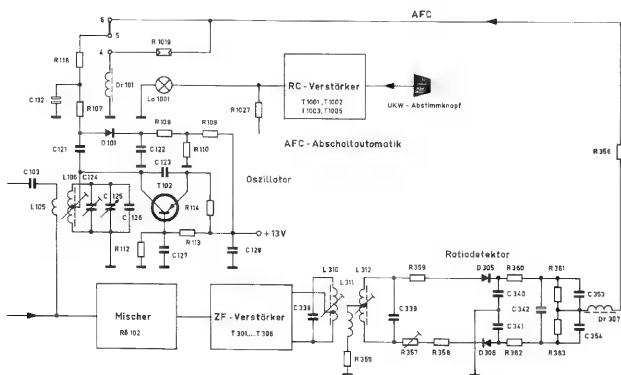 AFC
6
5
4
R 118
R 1019
Dr 101
C 132
R 107
La 1001
RC-Verstärker
T 1001, T 1002
T 1003, T 1005
UKW - Abstimmknopf
R 1027
AFC - Abschaltautomatik
R 356
D 101
R 108
R 109
C 122
R 110
C 121
C 123
Oszillator
C 103
L 106
C 124
C 125
C 126
T 102
R 114
L 105
+ 13 V
R 112
R 113
C 127
C 128
Ratiodetektor
Mischer
Rö 102
ZF - Verstärker
T 301....T 306
L 310
L 311
L 312
C 338
R 355
C 339
R 359
D 305
R 360
R 361
C 340
C 342
C 353
C 341
C 354
Dr 307
R 357
R 358
D 306
R 362
R 363